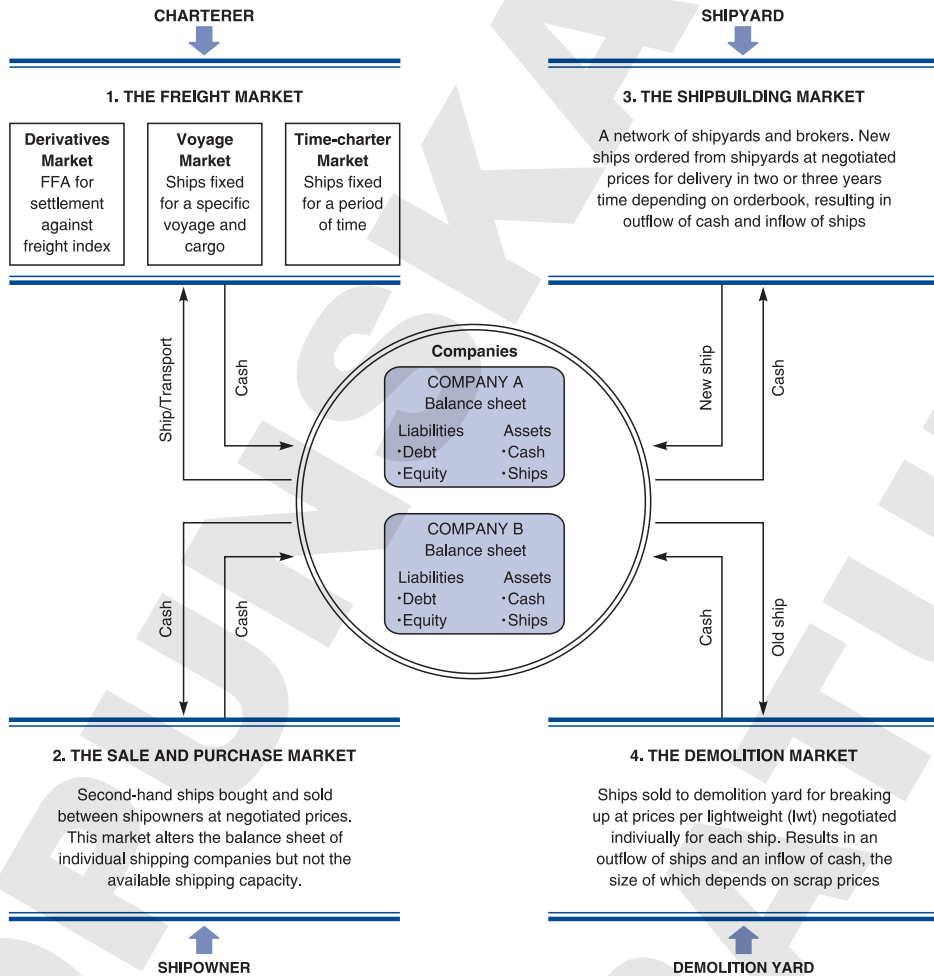 CHARTERER
1. THE FREIGHT MARKET
Derivatives
Market
FFA for
settlement
against
freight index
Voyage
Market
Ships fixed
for a specific
voyage and
cargo
Time-charter
Market
Ships fixed
for a period
of time
SHIPYARD
3. THE SHIPBUILDING MARKET
A network of shipyards and brokers. New
ships ordered from shipyards at negotiated
prices for delivery in two or three years
time depending on orderbook, resulting in
outflow of cash and inflow of ships
Ship/Transport
Cash
New ship
Cash
Companies
COMPANY A
Balance sheet
Liabilities Assets
•Debt •Cash
•Equity •Ships
COMPANY B
Balance sheet
Liabilities Assets
•Debt •Cash
•Equity •Ships
Cash
Cash
Cash
Old ship
2. THE SALE AND PURCHASE MARKET
Second-hand ships bought and sold
between shipowners at negotiated prices.
This market alters the balance sheet of
individual shipping companies but not the
available shipping capacity.
SHIPOWNER
4. THE DEMOLITION MARKET
Ships sold to demolition yard for breaking
up at prices per lightweight (lwt) negotiated
indiviually for each ship. Results in an
outflow of ships and an inflow of cash, the
size of which depends on scrap prices
DEMOLITION YARD